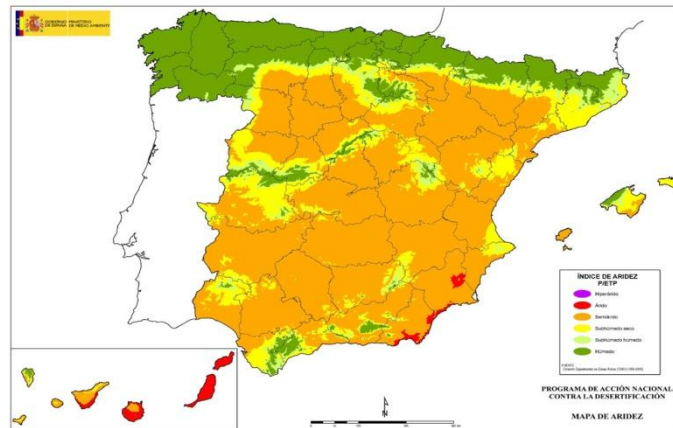 GOBIERNO DE ESPAÑA
MINISTERIO DE MEDIO AMBIENTE
ÍNDICE DE ARIDEZ
P/ETP
Hiperárido
Árido
Semiárido
Subhúmedo seco
Subhúmedo húmedo
Húmedo
N
PROGRAMA DE ACCIÓN NACIONAL
CONTRA LA DESERTIFICACIÓN
MAPA DE ARIDEZ